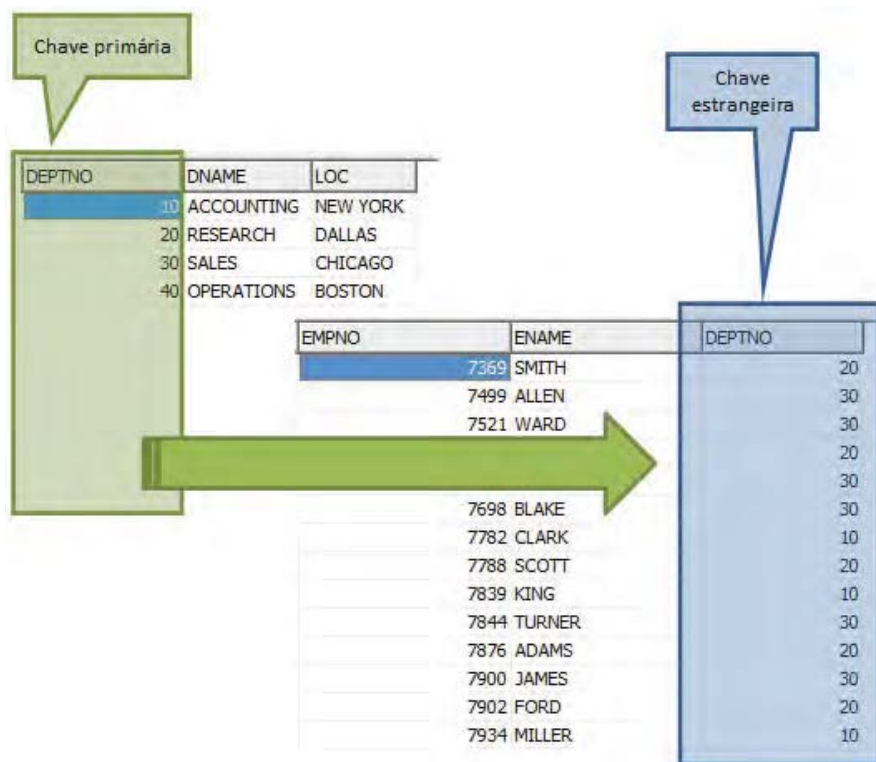 Chave primária
Chave
estrangeira
DEPTNO DNAME LOC
10 ACCOUNTING NEW YORK
20 RESEARCH DALLAS
30 SALES CHICAGO
40 OPERATIONS BOSTON
EMPNO ENAME DEPTNO
7369 SMITH 20
7499 ALLEN 30
7521 WARD 30
20
30
7698 BLAKE 30
7782 CLARK 10
7788 SCOTT 20
7839 KING 10
7844 TURNER 30
7876 ADAMS 20
7900 JAMES 30
7902 FORD 20
7934 MILLER 10